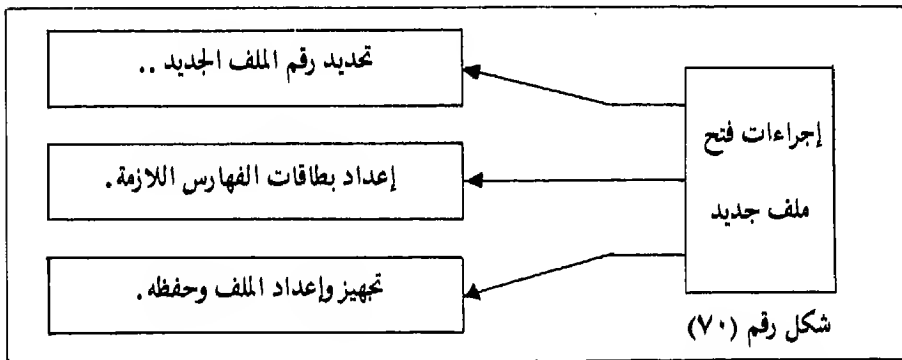 إجراءات فتح
ملف جديد
تحديد رقم الملف الجديد ..
إعداد بطاقات الفهارس اللازمة .
تجهيز وإعداد الملف وحفظه .
شكل رقم (٧٠)